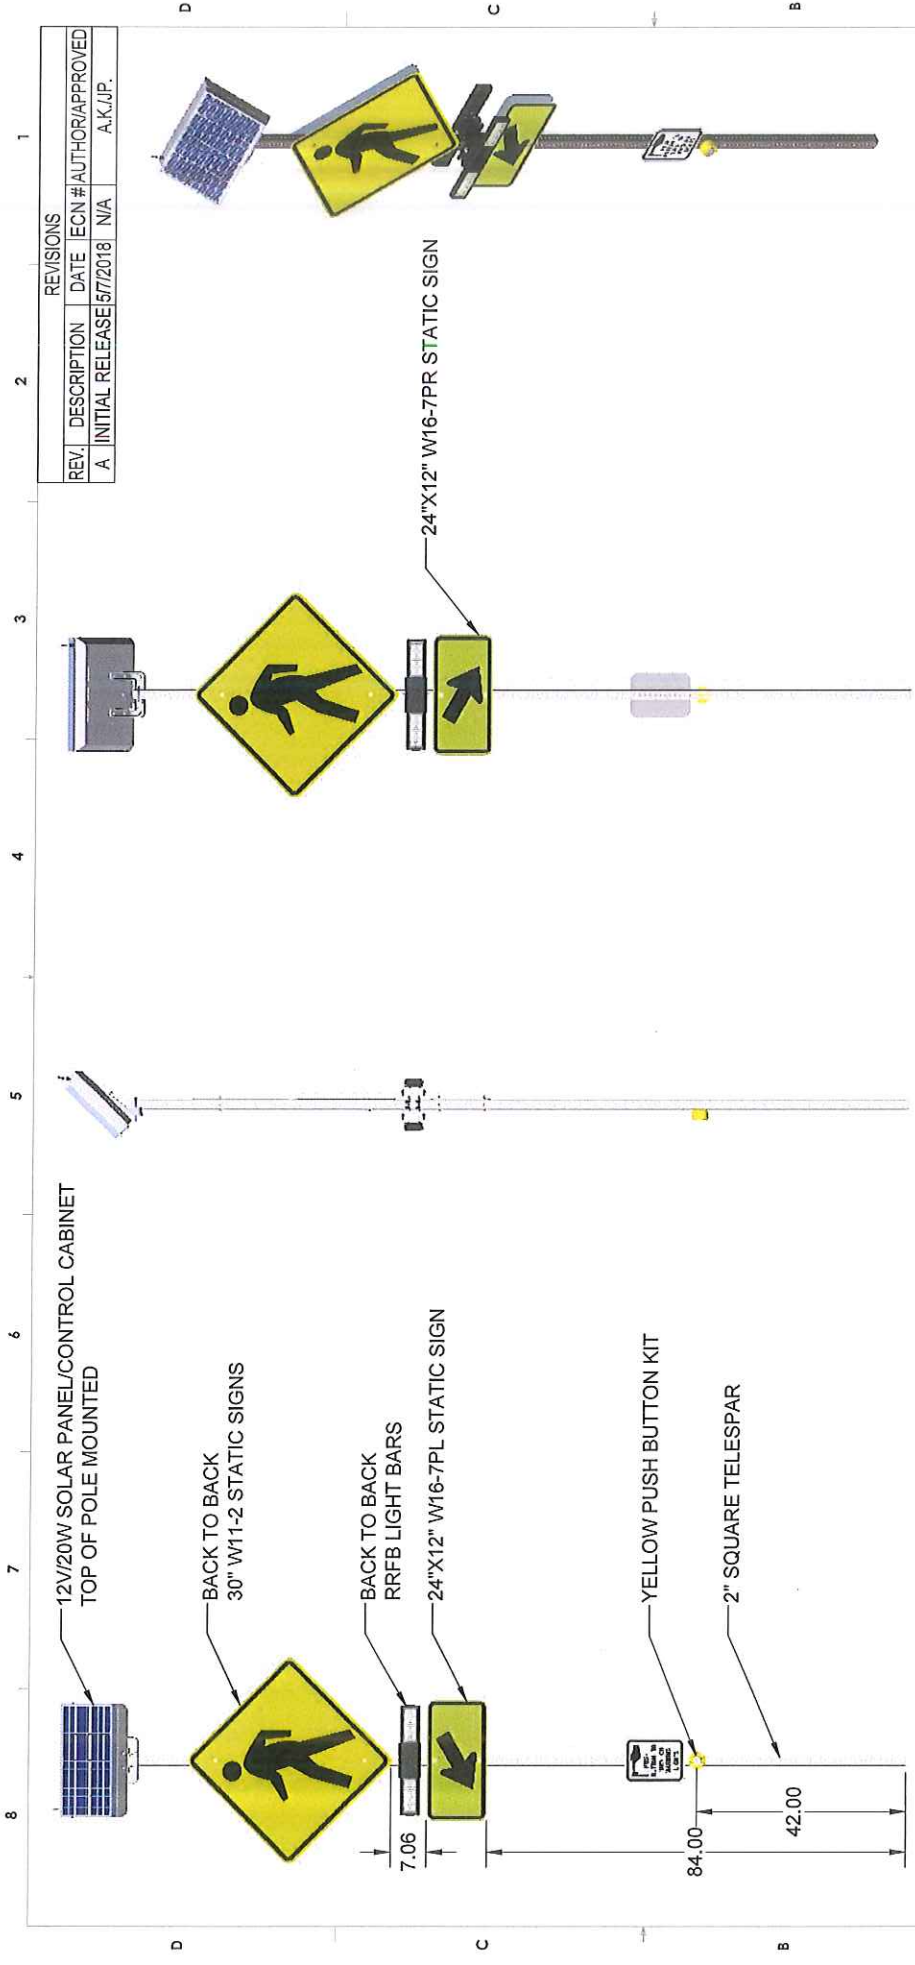 8
7
6
5
4
3
2
1
D
C
B
D
C
B
REVISIONS
REV. DESCRIPTION DATE ECN # AUTHOR/APPROVED
A INITIAL RELEASE 5/7/2018 N/A A.K./JP.
12V/20W SOLAR PANEL/CONTROL CABINET
TOP OF POLE MOUNTED
BACK TO BACK
30" W11-2 STATIC SIGNS
BACK TO BACK
RRFB LIGHT BARS
24"X12" W16-7PL STATIC SIGN
YELLOW PUSH BUTTON KIT
2" SQUARE TELESPAR
7.06
84.00
42.00
24"X12" W16-7PR STATIC SIGN